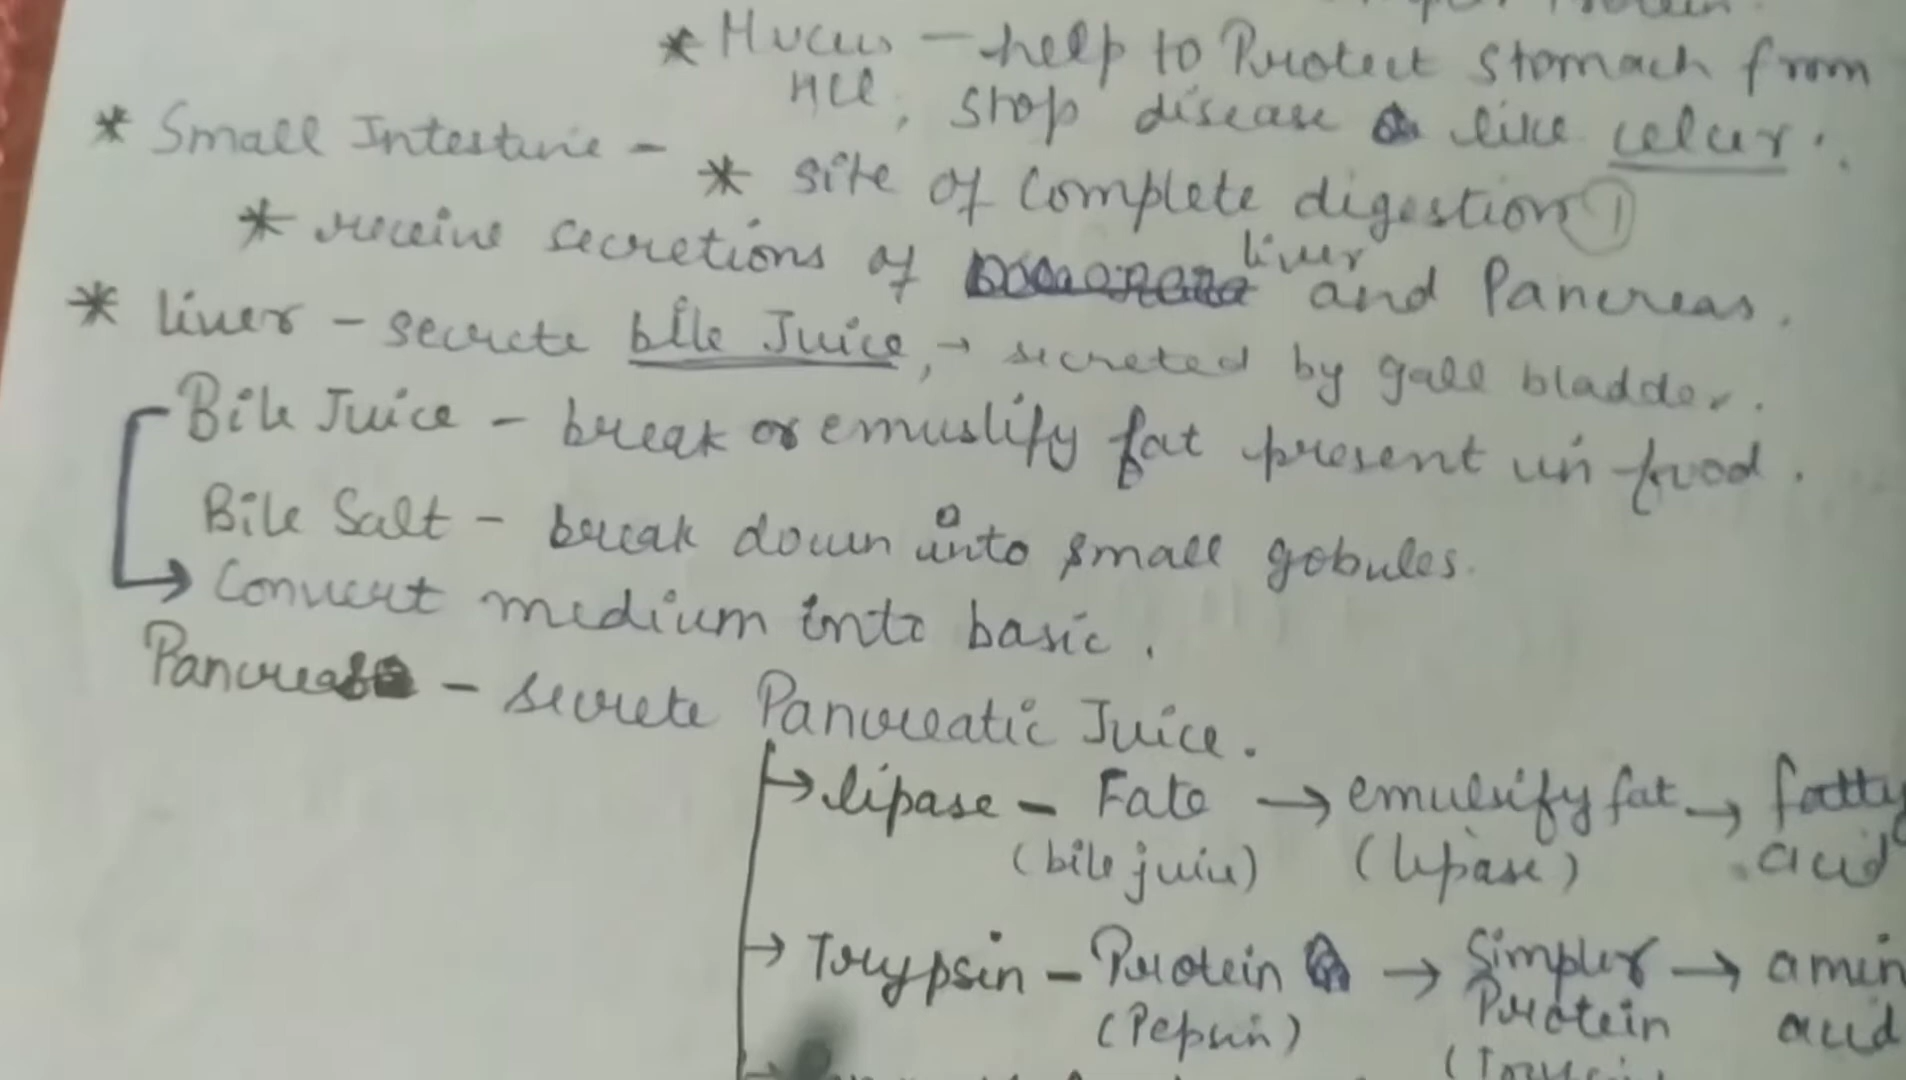 * Mucus - help to Protect stomach from
HCl, stop disease like ulcer.
* Small Intestine - * site of Complete digestion
* receive secretions of liver and Pancreas.
* liver - secrete bile Juice, → secreted by gall bladder.
Bile Juice - break or emuslify fat present in food.
Bile Salt - break down into small gobules.
→ Convert medium into basic.
Pancreas - secrete Pancreatic Juice.
→ lipase - Fats → emulsify fat → fatty
(bile juice) (lipase) acid
→ Trypsin - Protein → Simpler → amin
(Pepsin) Protein acid